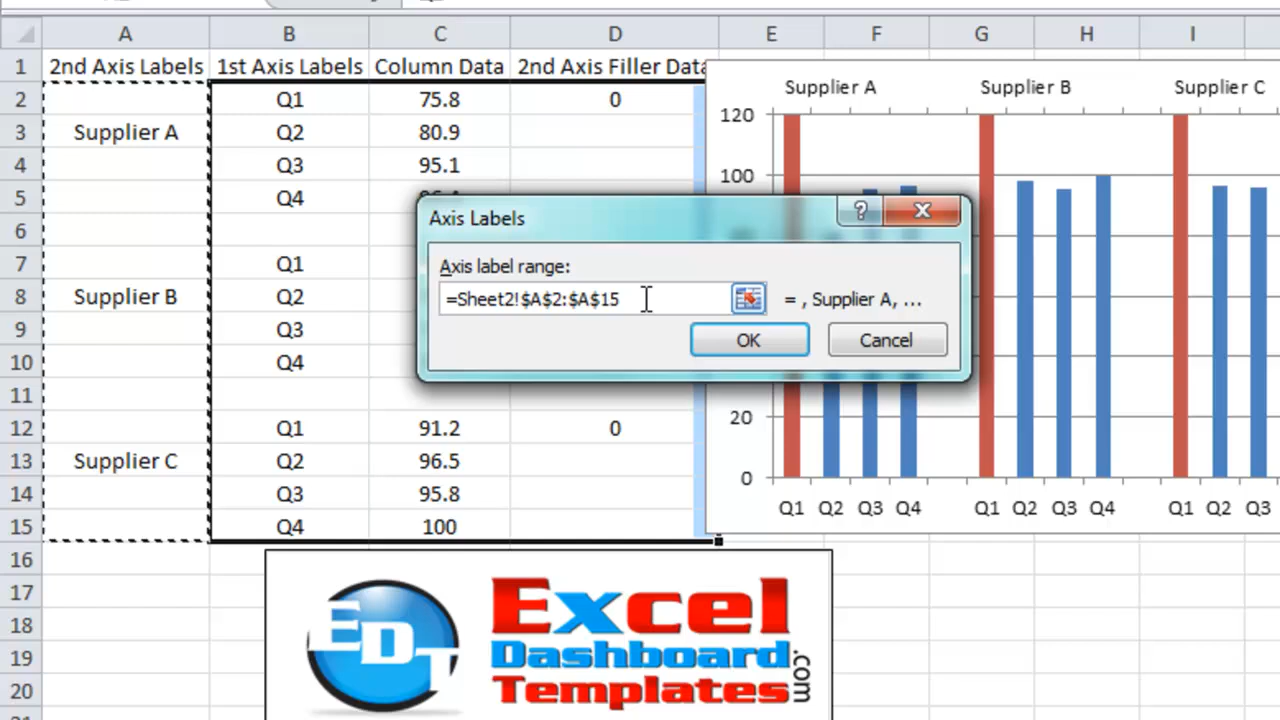 A B C D E F G H I
1 2nd Axis Labels 1st Axis Labels Column Data 2nd Axis Filler Data
2 Q1 75.8 0
3 Supplier A Q2 80.9
4 Q3 95.1
5 Q4
6
7 Q1
8 Supplier B Q2
9 Q3
10 Q4
11
12 Q1 91.2 0
13 Supplier C Q2 96.5
14 Q3 95.8
15 Q4 100
16
17
18
19
20
Supplier A Supplier B Supplier C
120
100
20
0
Q1 Q2 Q3 Q4 Q1 Q2 Q3 Q4 Q1 Q2 Q3
Axis Labels
?
Axis label range:
=Sheet2!$A$2:$A$15 = , Supplier A, ...
OK Cancel
EDT
Excel
Dashboard
Templates
.com